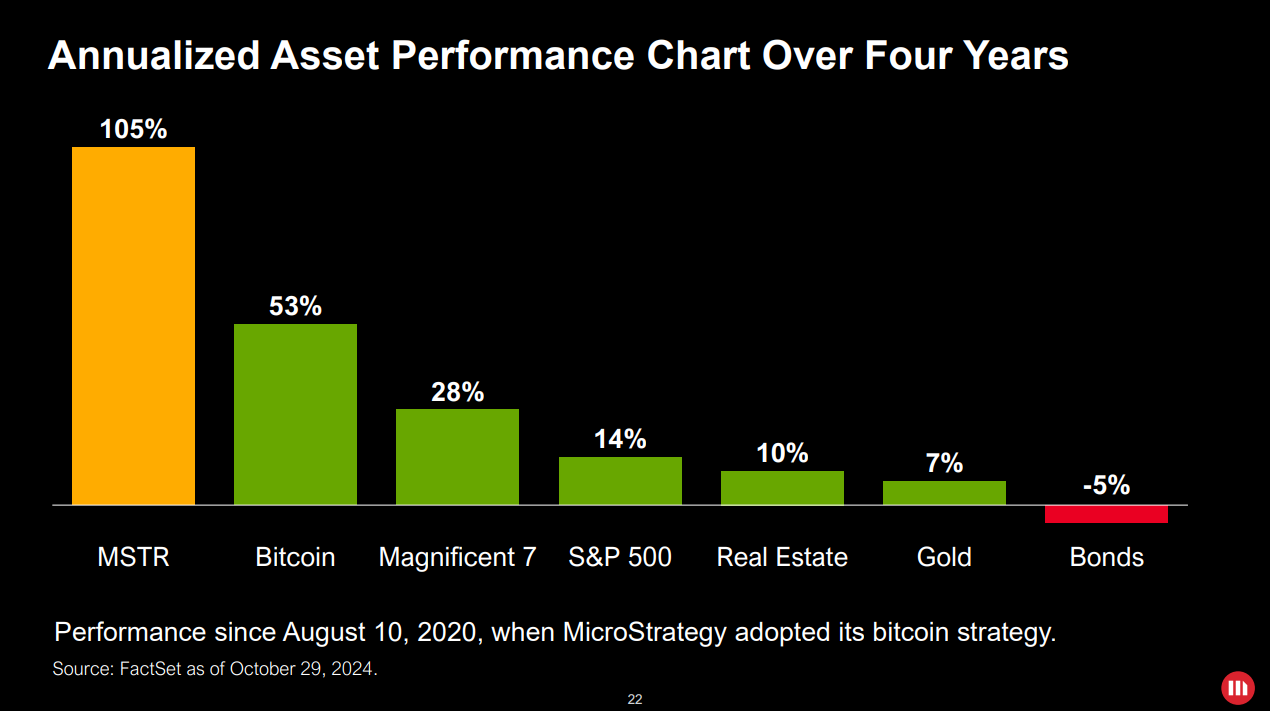 Annualized Asset Performance Chart Over Four Years
105%
53%
28%
14%
10%
7%
-5%
MSTR Bitcoin Magnificent 7 S&P 500 Real Estate Gold Bonds
Performance since August 10, 2020, when MicroStrategy adopted its bitcoin strategy.
Source: FactSet as of October 29, 2024.
22